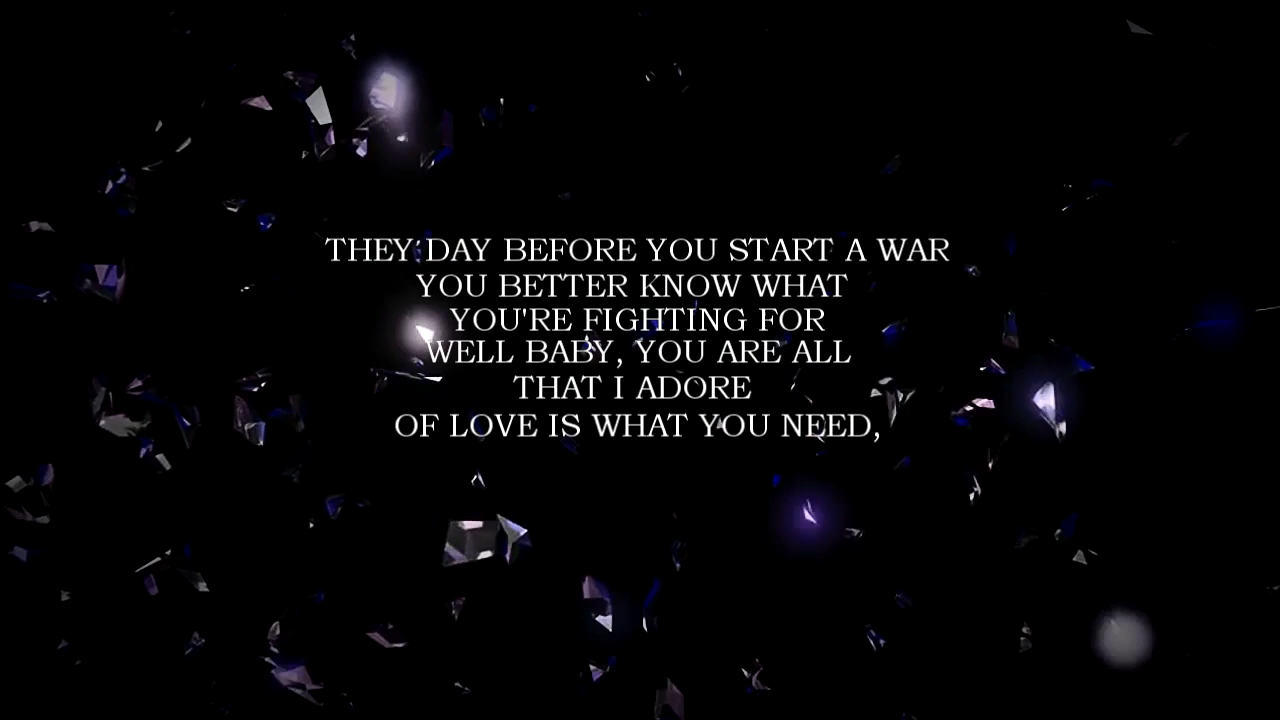 THEY DAY BEFORE YOU START A WAR
YOU BETTER KNOW WHAT
YOU'RE FIGHTING FOR
WELL BABY, YOU ARE ALL
THAT I ADORE
OF LOVE IS WHAT YOU NEED,